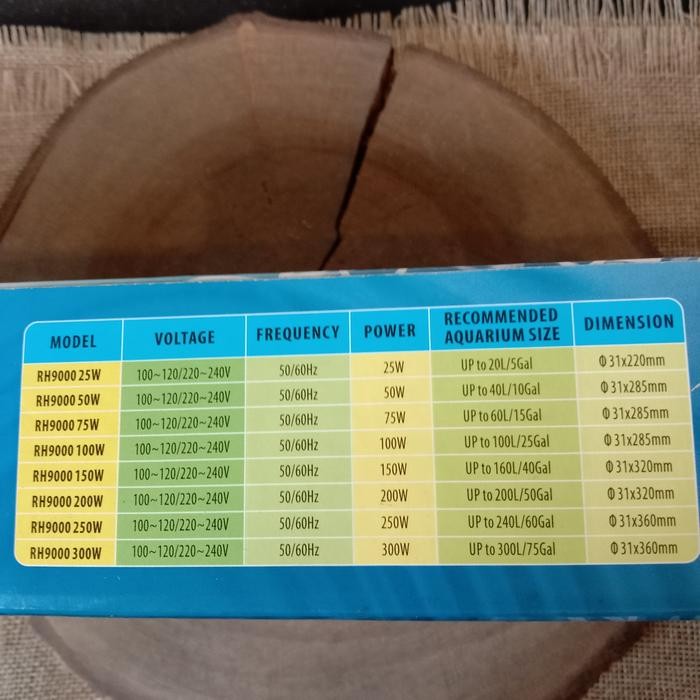 MODEL VOLTAGE FREQUENCY POWER RECOMMENDED AQUARIUM SIZE DIMENSION
RH9000 25W 100~120/220~240V 50/60Hz 25W UP to 20L/5Gal Φ31x220mm
RH9000 50W 100~120/220~240V 50/60Hz 50W UP to 40L/10Gal Φ31x285mm
RH9000 75W 100~120/220~240V 50/60Hz 75W UP to 60L/15Gal Φ31x285mm
RH9000 100W 100~120/220~240V 50/60Hz 100W UP to 100L/25Gal Φ31x285mm
RH9000 150W 100~120/220~240V 50/60Hz 150W UP to 160L/40Gal Φ31x320mm
RH9000 200W 100~120/220~240V 50/60Hz 200W UP to 200L/50Gal Φ31x320mm
RH9000 250W 100~120/220~240V 50/60Hz 250W UP to 240L/60Gal Φ31x360mm
RH9000 300W 100~120/220~240V 50/60Hz 300W UP to 300L/75Gal Φ31x360mm